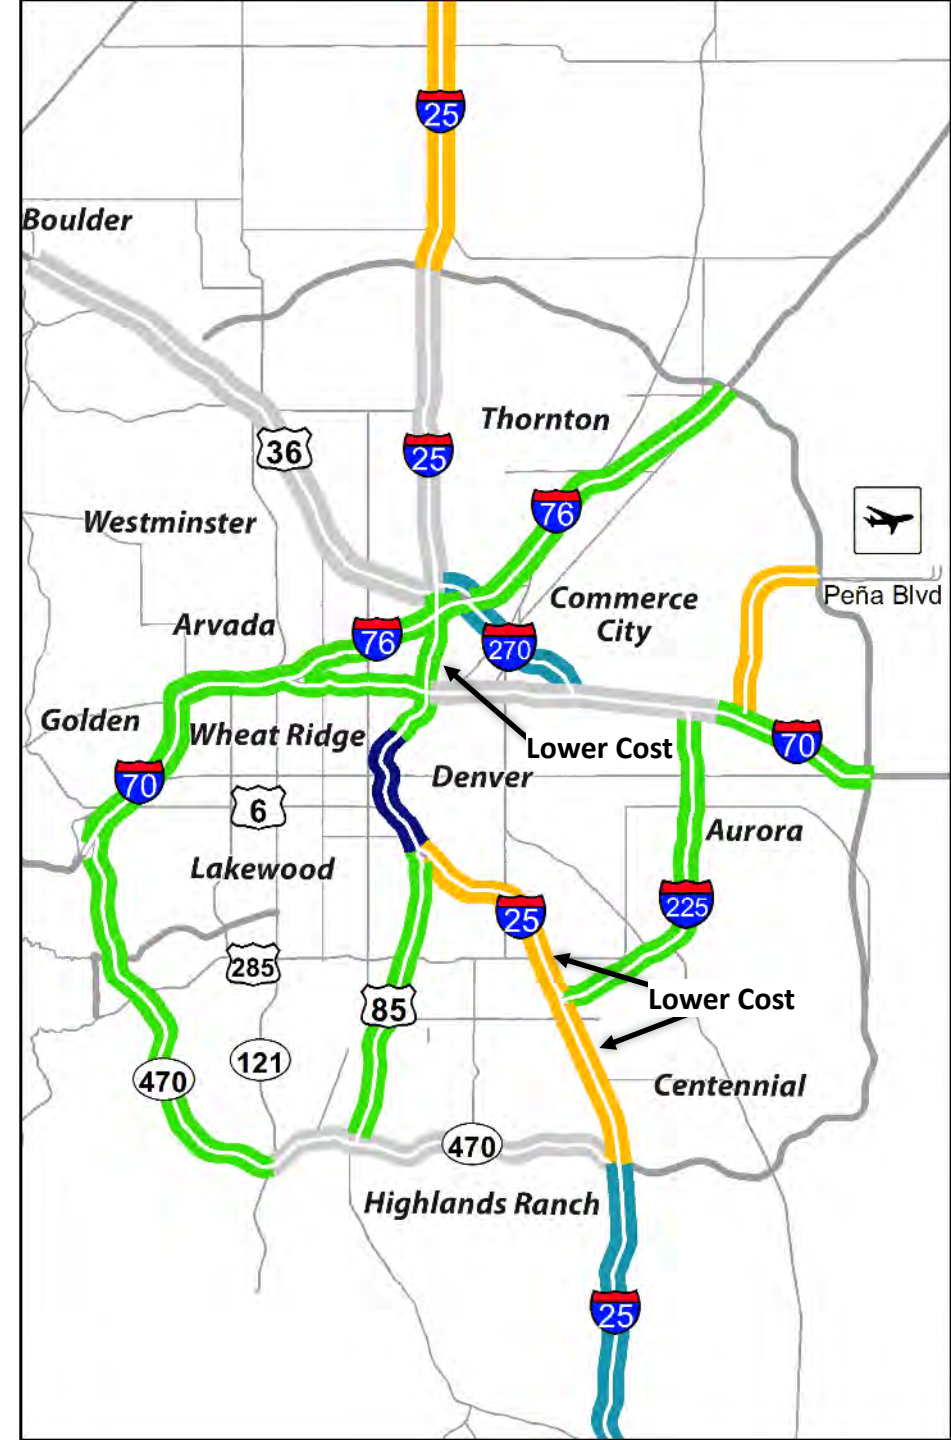 25
Boulder
Thornton
36
25
76
Westminster
Peña Blvd
Commerce
City
Arvada
76
270
Golden
Wheat Ridge
Lower Cost
70
70
Denver
6
Aurora
Lakewood
225
25
285
Lower Cost
85
121
470
Centennial
470
Highlands Ranch
25